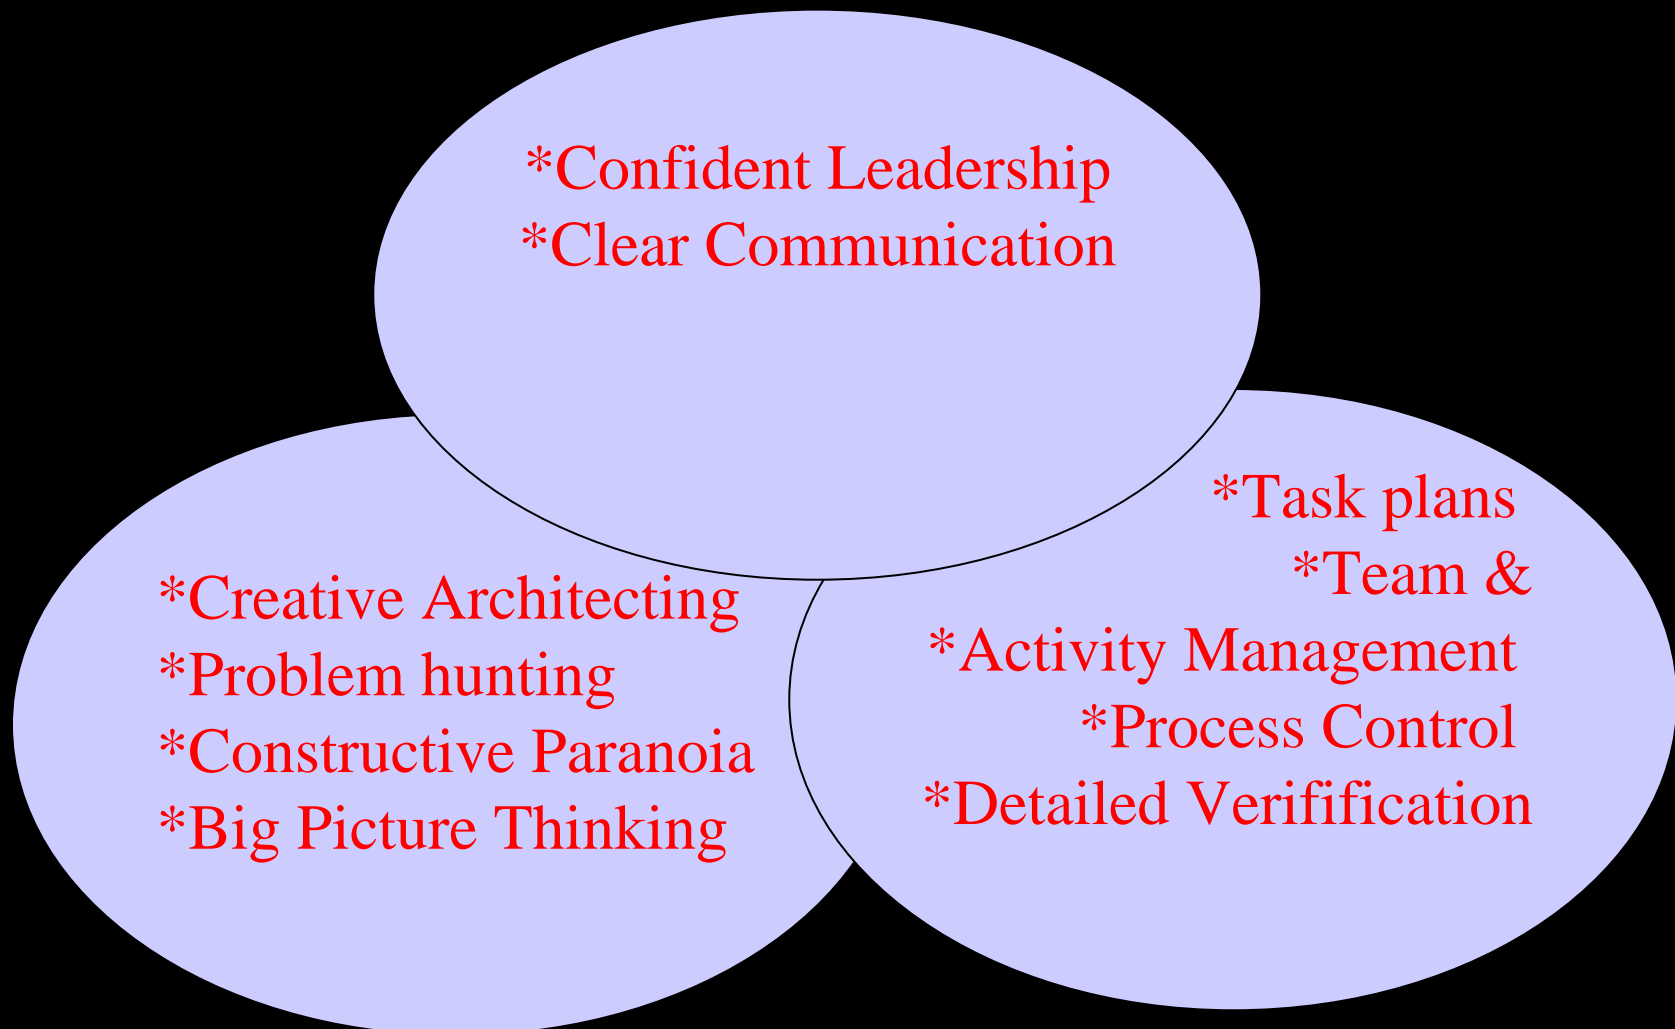 *Confident Leadership
*Clear Communication
*Creative Architecting
*Problem hunting
*Constructive Paranoia
*Big Picture Thinking
*Task plans
*Team &
*Activity Management
*Process Control
*Detailed Verifification